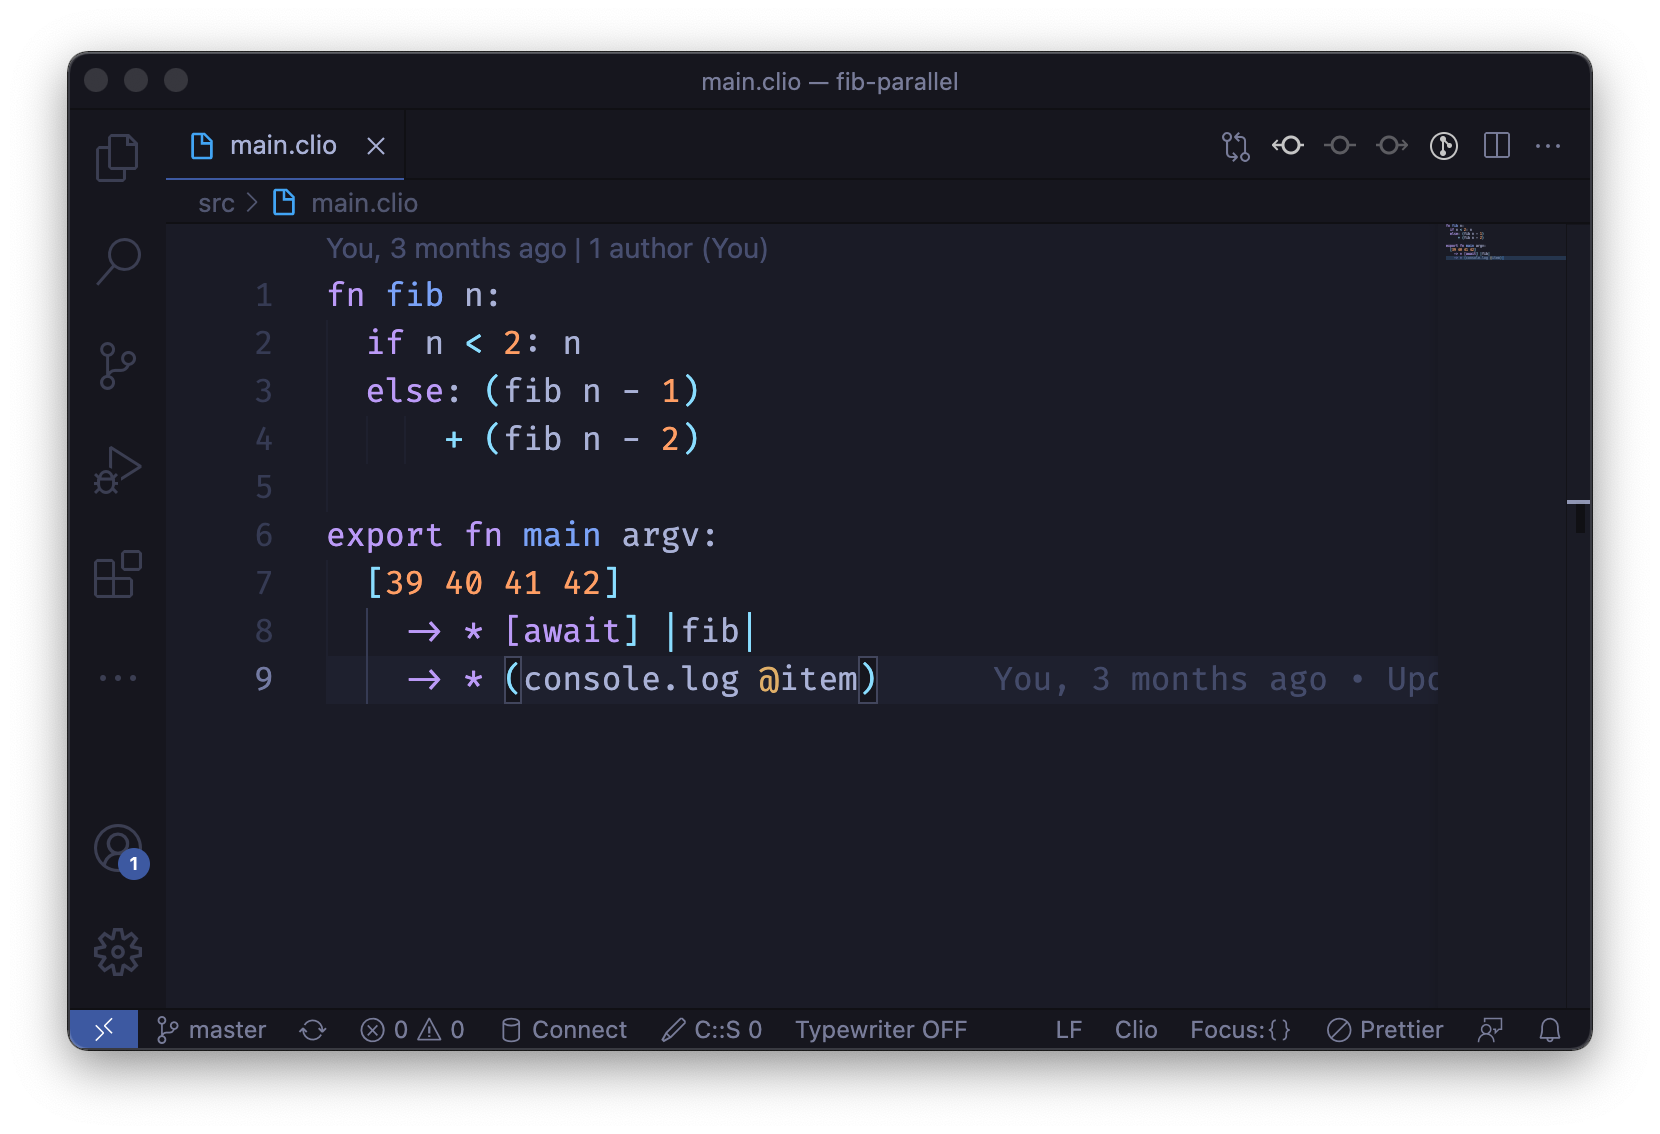 main.clio — fib-parallel
main.clio
src > main.clio
You, 3 months ago | 1 author (You)
1 fn fib n:
2 if n < 2: n
3 else: (fib n - 1)
4 + (fib n - 2)
5
6 export fn main argv:
7 [39 40 41 42]
8 -> * [await] |fib|
9 -> * (console.log @item) You, 3 months ago • Upd
1
master 0 0 Connect C::S 0 Typewriter OFF LF Clio Focus:{} Prettier